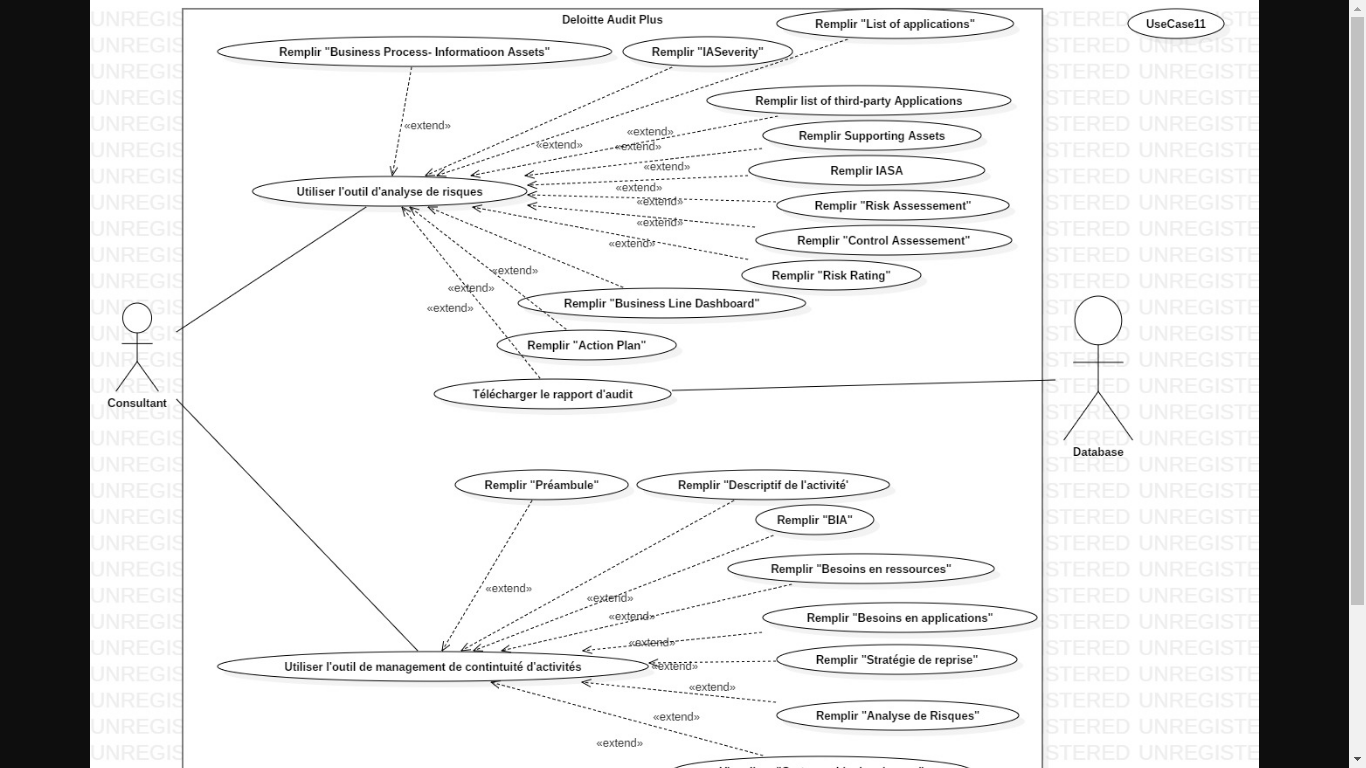 Deloitte Audit Plus
Remplir "List of applications"
UseCase11
Remplir "Business Process- Informatioon Assets"
Remplir "IASeverity"
Remplir list of third-party Applications
«extend»
«extend»
«extend»
«extend»
Remplir Supporting Assets
«extend»
Remplir IASA
Utiliser l'outil d'analyse de risques
«extend»
«extend»
Remplir "Risk Assessement"
«extend»
Remplir "Control Assessement"
«extend»
«extend»
Remplir "Risk Rating"
«extend»
Remplir "Business Line Dashboard"
«extend»
Remplir "Action Plan"
Télécharger le rapport d'audit
Consultant
Database
Remplir "Préambule"
Remplir "Descriptif de l'activité'
Remplir "BIA"
Remplir "Besoins en ressources"
«extend»
«extend»
«extend»
Remplir "Besoins en applications"
«extend»
Remplir "Stratégie de reprise"
Utiliser l'outil de management de contintuité d'activités
«extend»
«extend»
Remplir "Analyse de Risques"
«extend»
«extend»